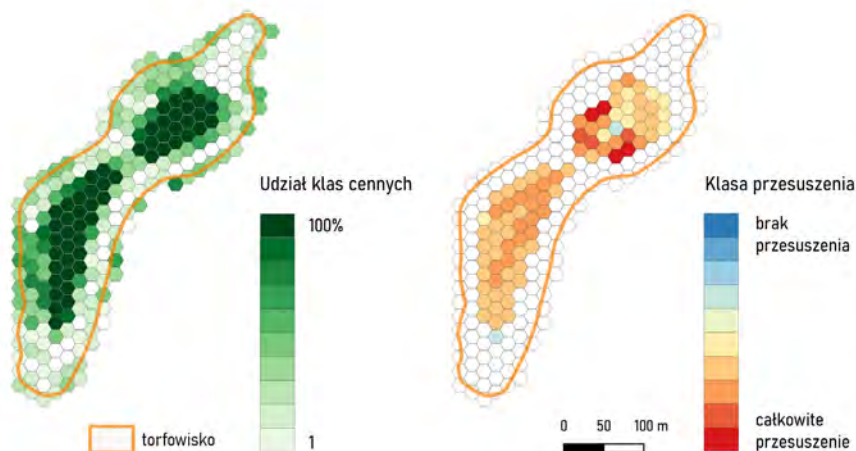 Udział klas cennych
100%
1
torfowisko
Klasa przesuszenia
brak
przesuszenia
całkowite
przesuszenie
0 50 100 m